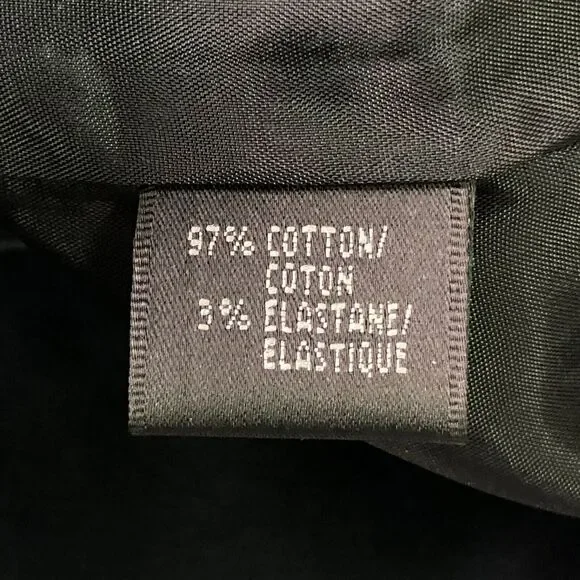 97% COTTON/
COTON
3% ELASTANE/
ELASTIQUE